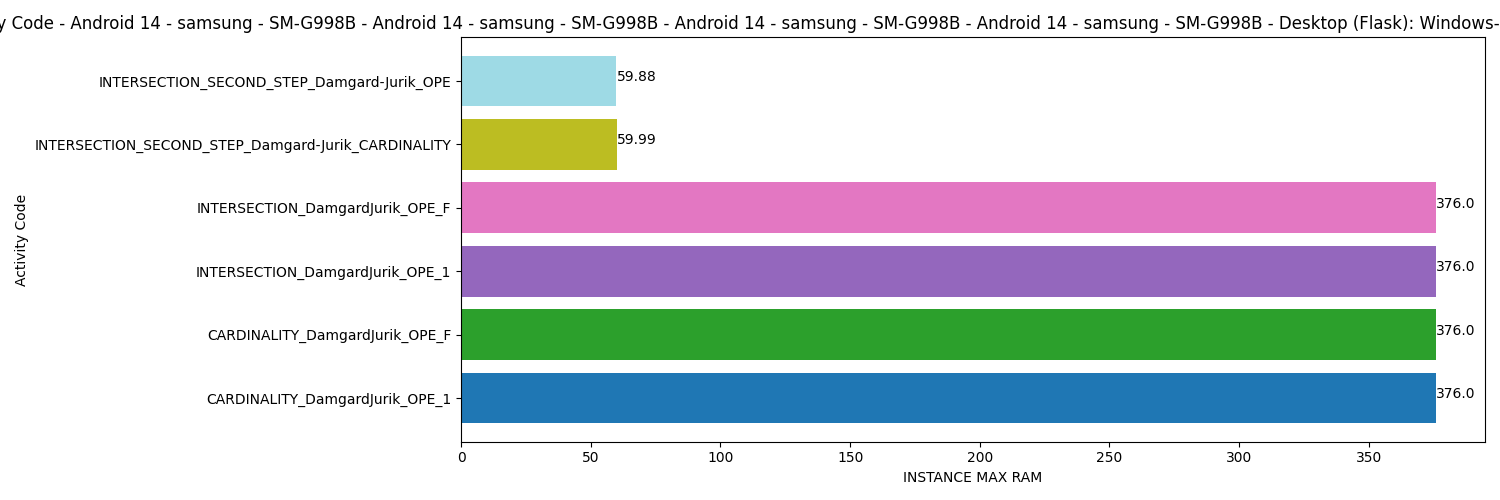 y Code - Android 14 - samsung - SM-G998B - Android 14 - samsung - SM-G998B - Android 14 - samsung - SM-G998B - Android 14 - samsung - SM-G998B - Desktop (Flask): Windows-
INTERSECTION_SECOND_STEP_Damgard-Jurik_OPE
59.88
INTERSECTION_SECOND_STEP_Damgard-Jurik_CARDINALITY
59.99
INTERSECTION_DamgardJurik_OPE_F
376.0
INTERSECTION_DamgardJurik_OPE_1
376.0
CARDINALITY_DamgardJurik_OPE_F
376.0
CARDINALITY_DamgardJurik_OPE_1
376.0
Activity Code
0 50 100 150 200 250 300 350
INSTANCE MAX RAM